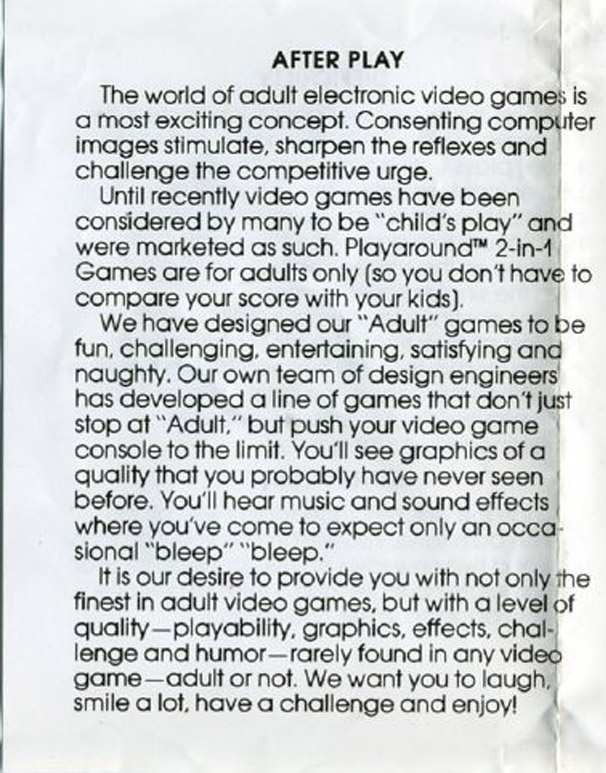 AFTER PLAY
The world of adult electronic video games is
a most exciting concept. Consenting computer
images stimulate, sharpen the reflexes and
challenge the competitive urge.
Until recently video games have been
considered by many to be "child's play" and
were marketed as such. Playaround™ 2-in-1
Games are for adults only (so you don't have to
compare your score with your kids).
We have designed our "Adult" games to be
fun, challenging, entertaining, satisfying and
naughty. Our own team of design engineers
has developed a line of games that don't just
stop at "Adult," but push your video game
console to the limit. You'll see graphics of a
quality that you probably have never seen
before. You'll hear music and sound effects
where you've come to expect only an occa-
sional "bleep" "bleep."
It is our desire to provide you with not only the
finest in adult video games, but with a level of
quality—playability, graphics, effects, chal-
lenge and humor—rarely found in any video
game—adult or not. We want you to laugh,
smile a lot, have a challenge and enjoy!